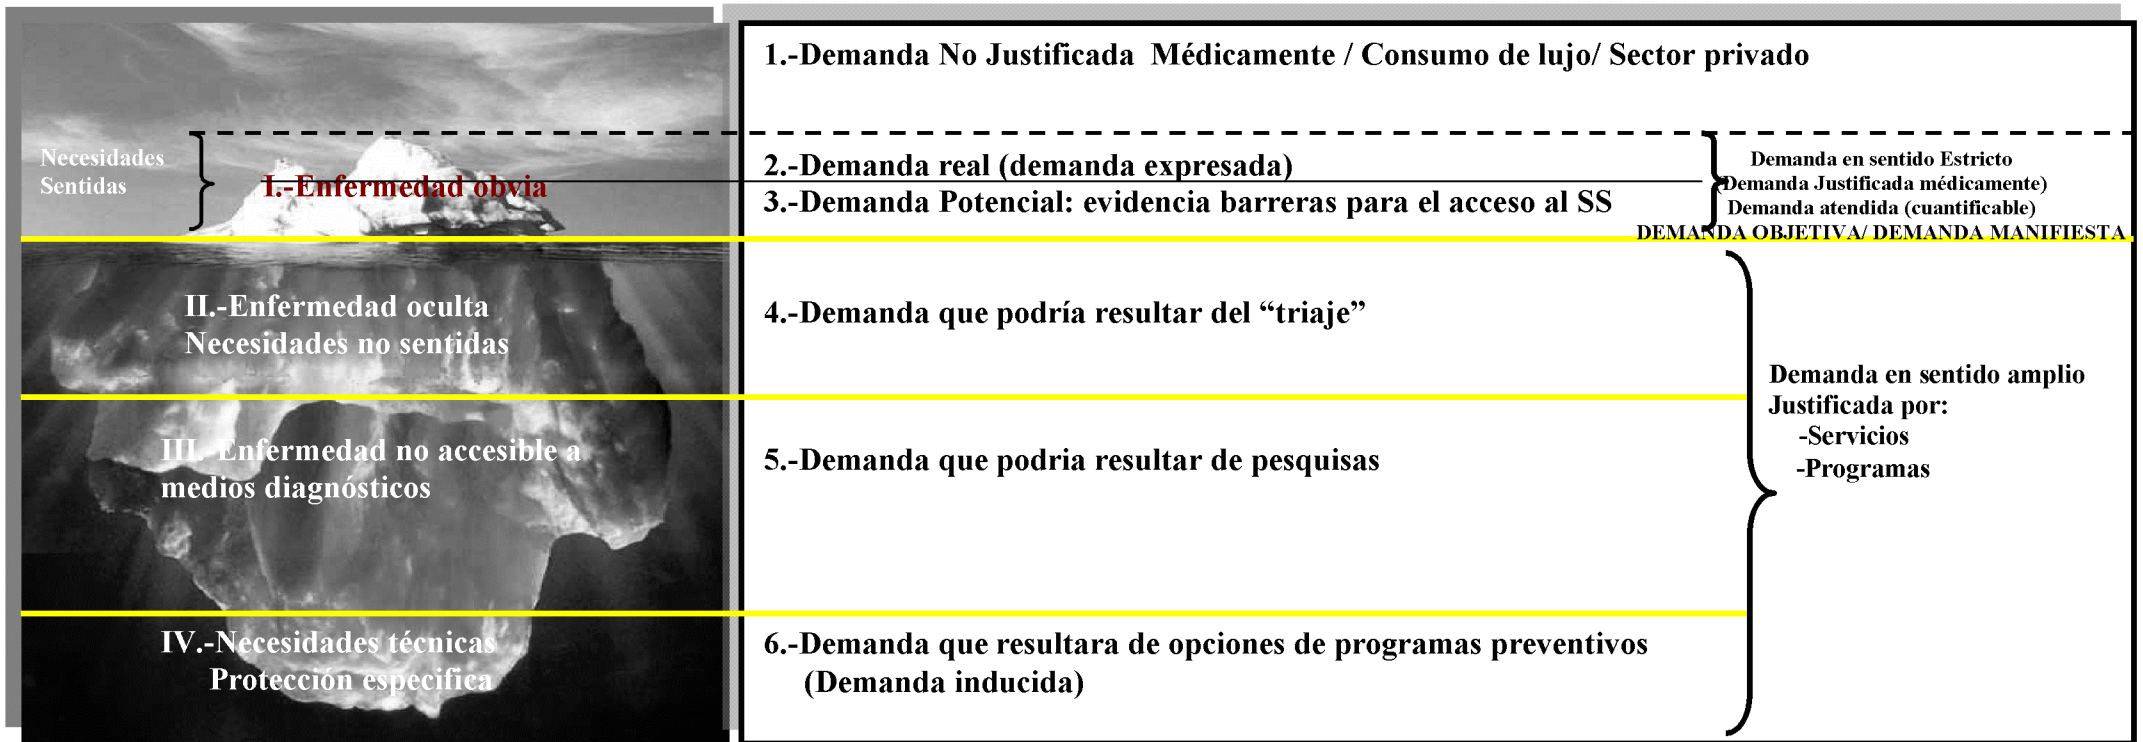 1.-Demanda No Justificada Médicamente / Consumo de lujo/ Sector privado
Necesidades
Sentidas
I.-Enfermedad obvia
2.-Demanda real (demanda expresada)
3.-Demanda Potencial: evidencia barreras para el acceso al SS
Demanda en sentido Estricto
(Demanda Justificada médicamente)
Demanda atendida (cuantificable)
DEMANDA OBJETIVA/ DEMANDA MANIFIESTA
II.-Enfermedad oculta
Necesidades no sentidas
4.-Demanda que podría resultar del “triaje”
Demanda en sentido amplio
Justificada por:
-Servicios
-Programas
III.-Enfermedad no accesible a
medios diagnósticos
5.-Demanda que podria resultar de pesquisas
IV.-Necesidades técnicas
Protección especifica
6.-Demanda que resultara de opciones de programas preventivos
(Demanda inducida)